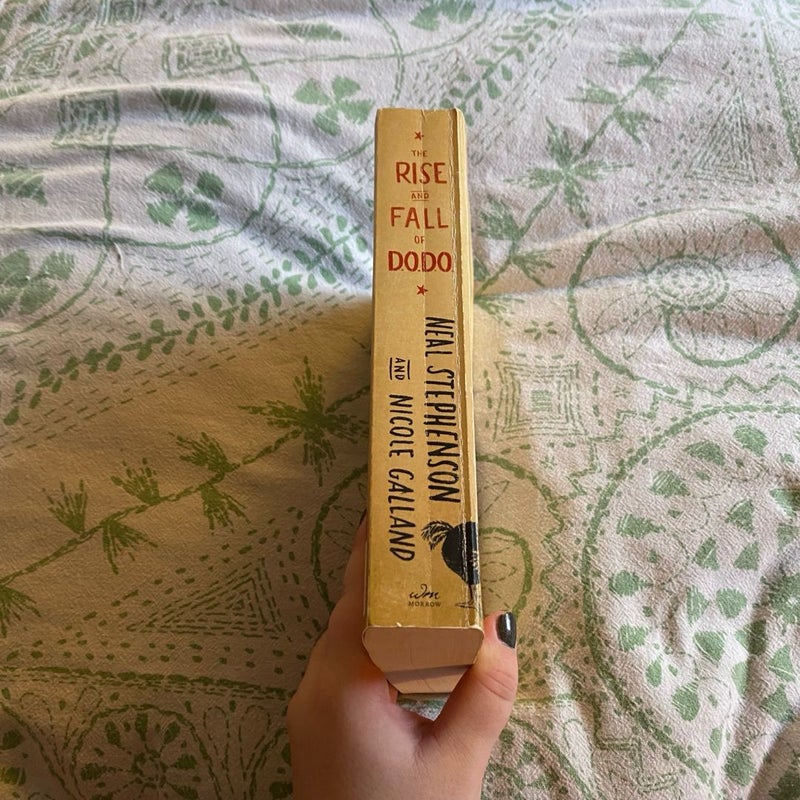 THE
RISE
AND
FALL
OF
D.O.D.O.
NEAL STEPHENSON
AND NICOLE GALLAND
Wm
MORROW